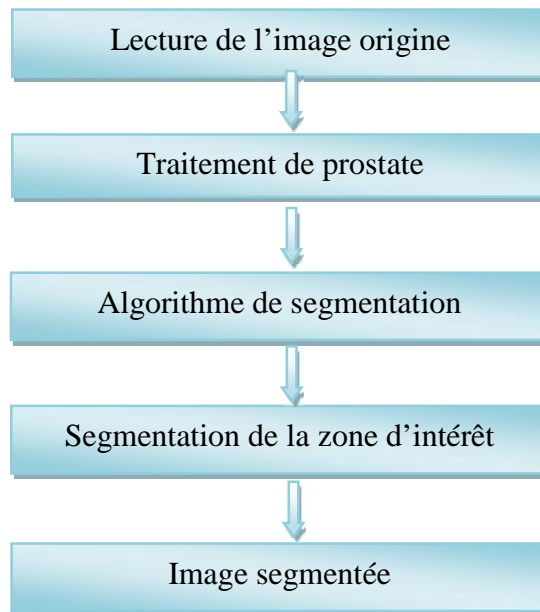 Lecture de l’image origine
Traitement de prostate
Algorithme de segmentation
Segmentation de la zone d’intérêt
Image segmentée